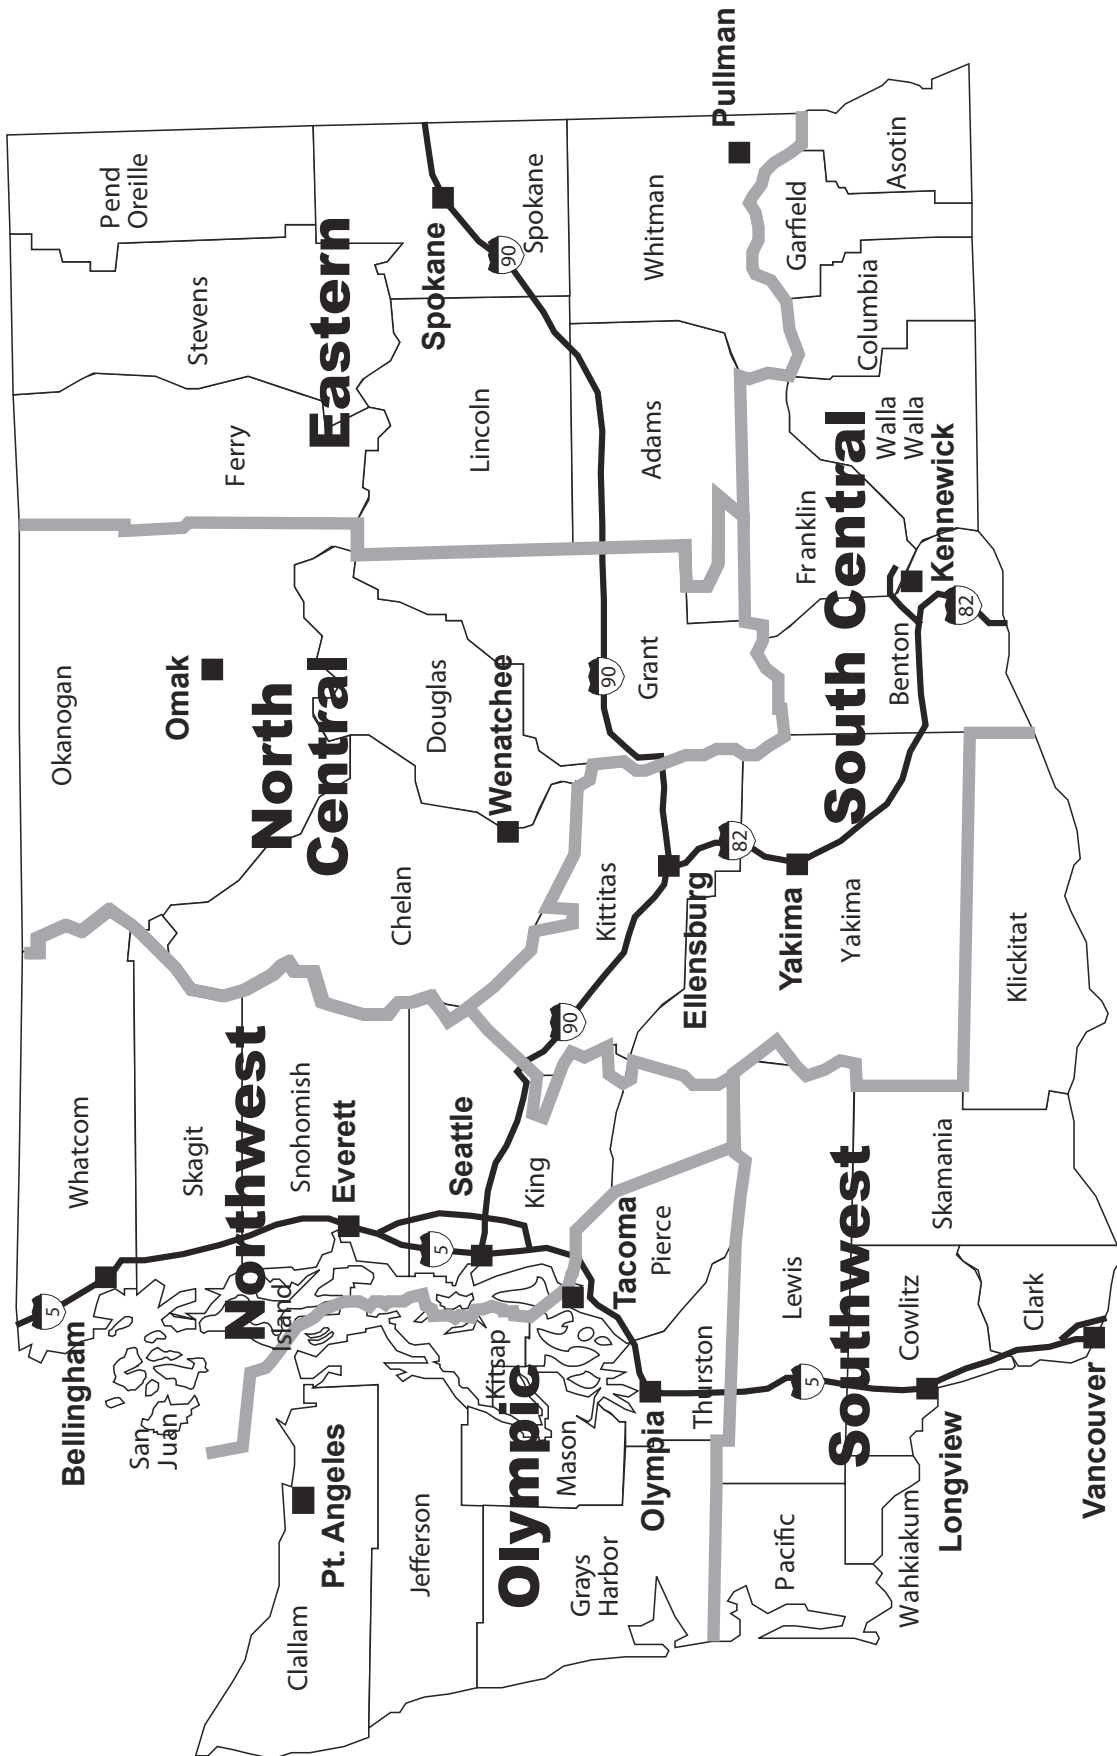 Whatcom
Okanogan
Ferry
Stevens
Pend
Oreille
Bellingham
5
San
Juan
Skagit
Omak
Northwest
Island
Snohomish
North
Central
Eastern
Clallam
Pt. Angeles
Everett
Chelan
Douglas
Jefferson
5
Seattle
Spokane
Lincoln
90
Spokane
Kitsap
Olympic
King
Wenatchee
Mason
90
Kittitas
Grays
Harbor
Tacoma
Pierce
90
Grant
Adams
Whitman
Olympia
Thurston
Ellensburg
82
Pullman
Pacific
Lewis
5
Yakima
Yakima
Franklin
Garfield
Southwest
South Central
Walla
Walla
Columbia
Asotin
Wahkiakum
Cowlitz
Benton
Kennewick
Longview
Skamania
82
Klickitat
Clark
Vancouver